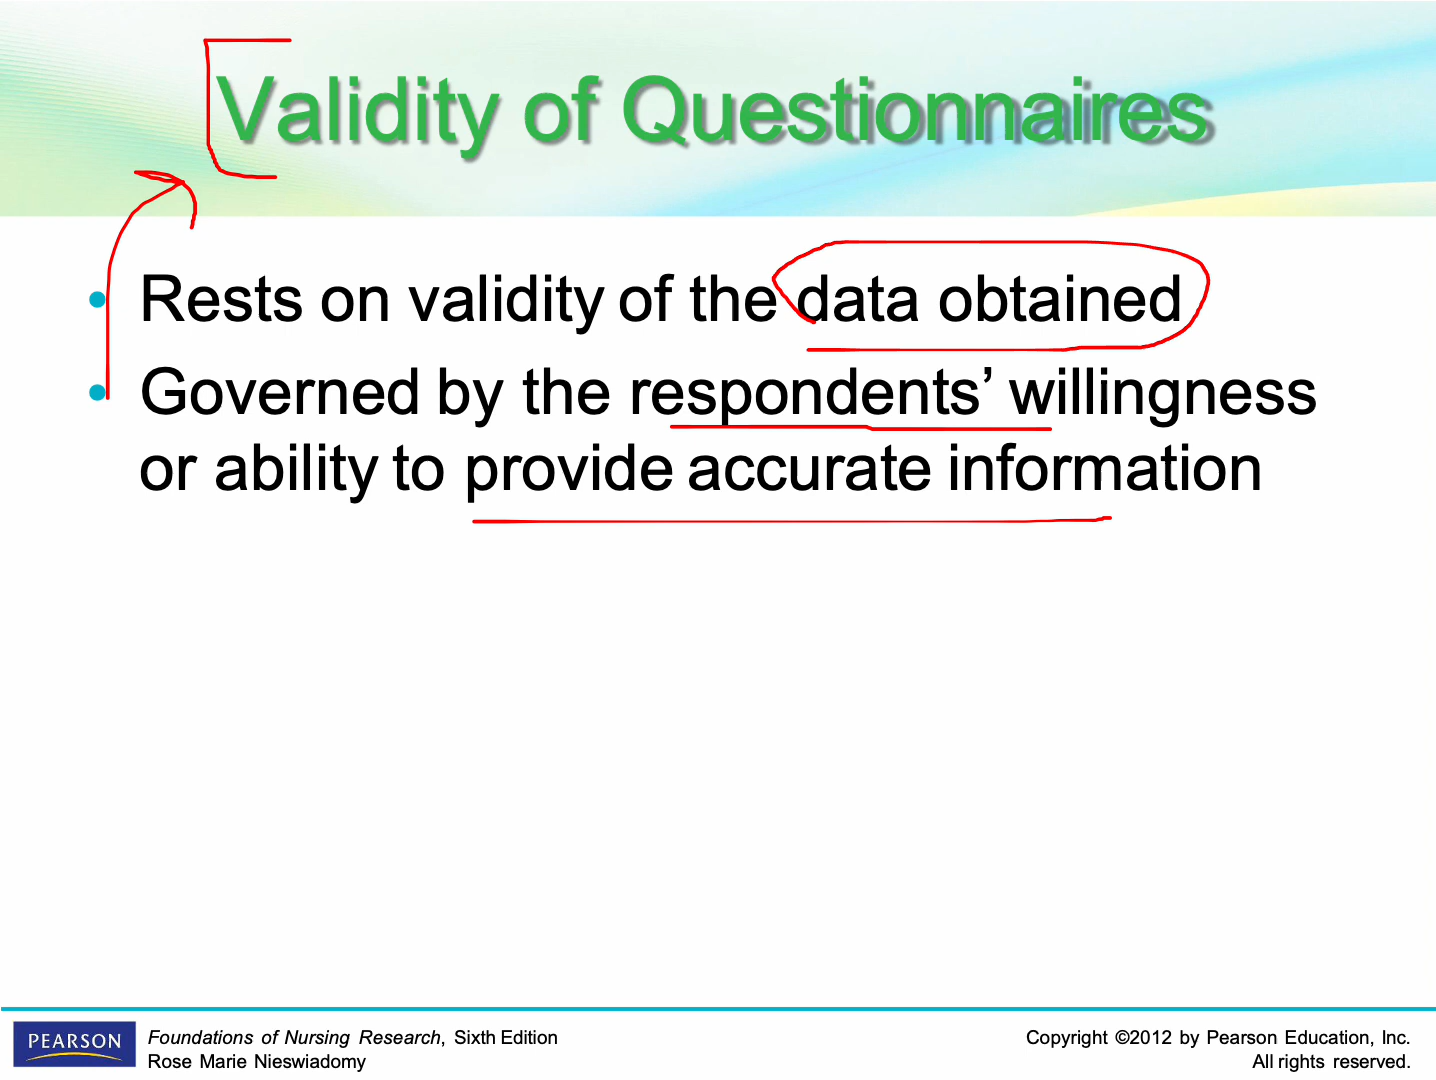 Validity of Questionnaires
• Rests on validity of the data obtained
• Governed by the respondents’ willingness
or ability to provide accurate information
PEARSON
Foundations of Nursing Research, Sixth Edition
Rose Marie Nieswiadomy
Copyright ©2012 by Pearson Education, Inc.
All rights reserved.